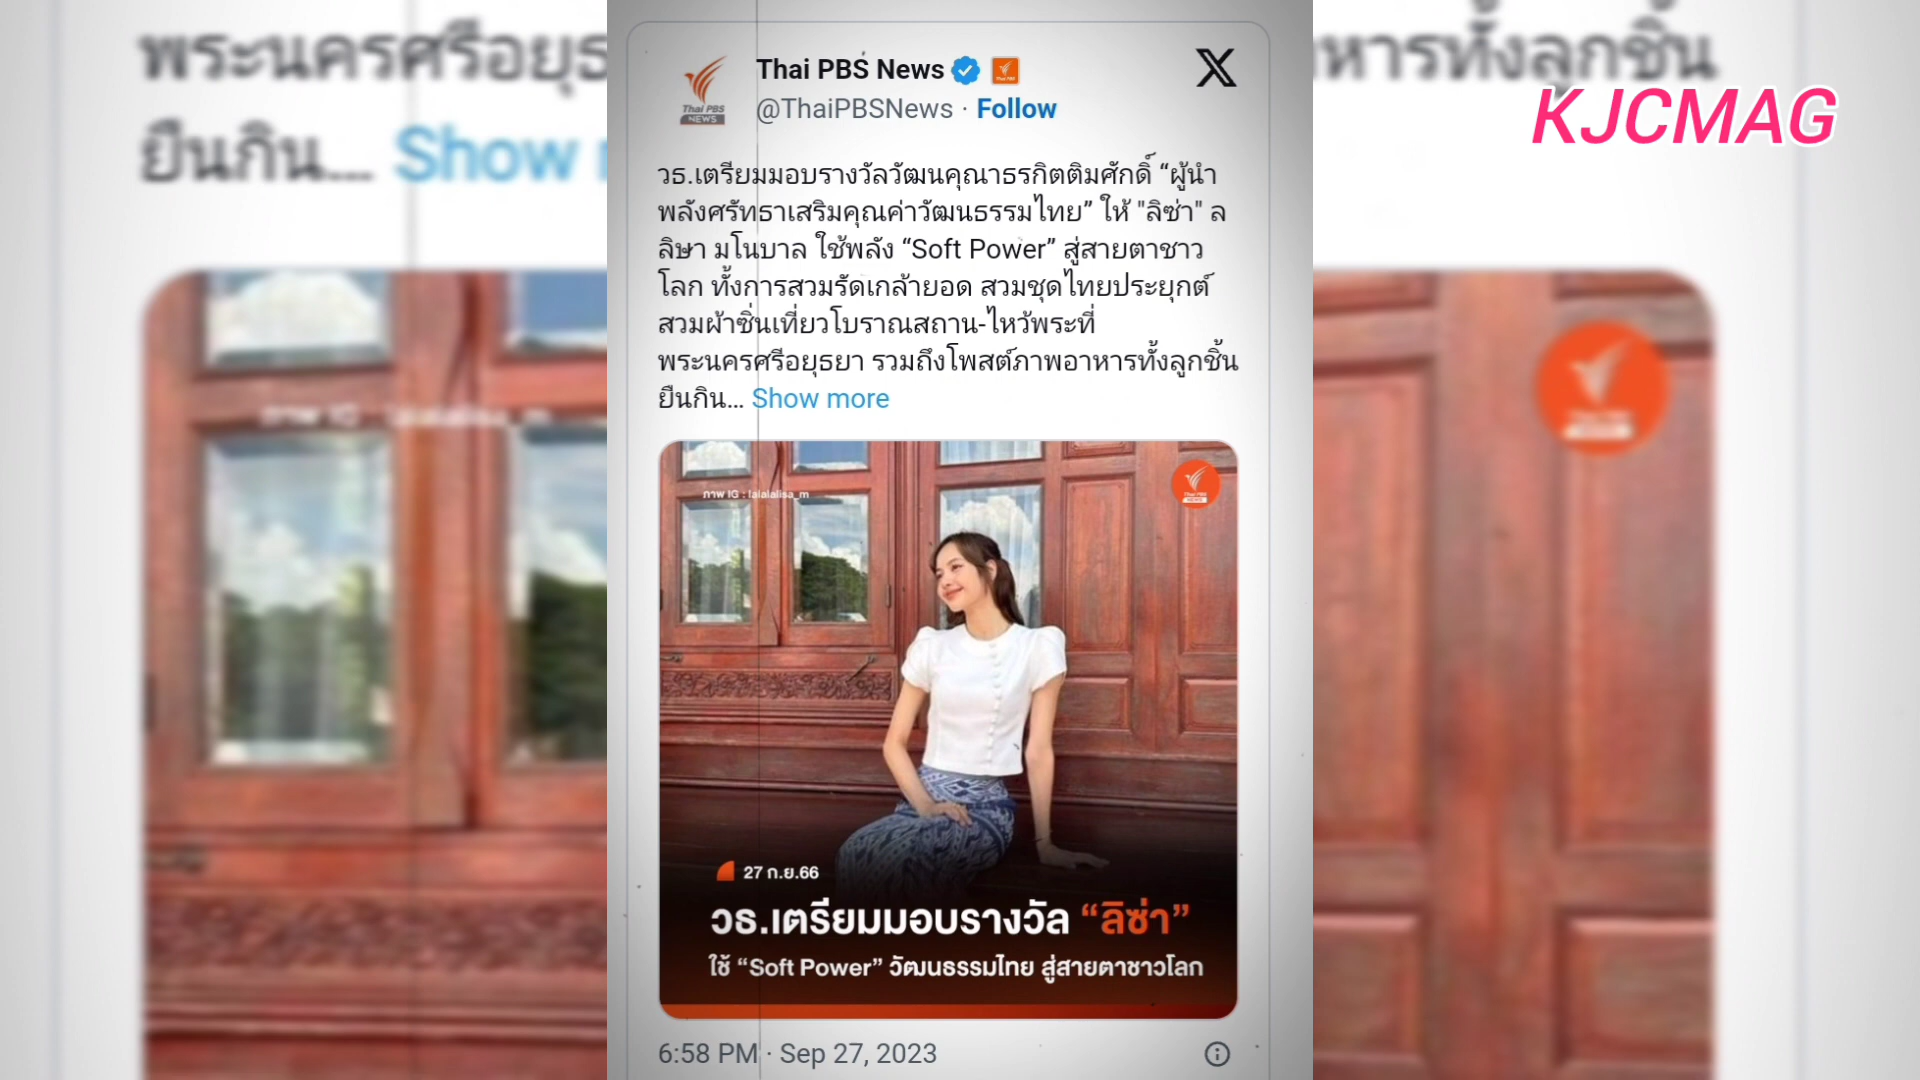 พระนครศรีอยุธ
ยืนกิน... Show
หารทั้งลูกชิ้น
KJCMAG
Thai PBS News
@ThaiPBSNews · Follow
Thai PBS
NEWS
วธ.เตรียมมอบรางวัลวัฒนคุณาธรกิตติมศักดิ์ “ผู้นำ
พลังศรัทธาเสริมคุณค่าวัฒนธรรมไทย” ให้ "ลิซ่า" ล
ลิษา มโนบาล ใช้พลัง “Soft Power” สู่สายตาชาว
โลก ทั้งการสวมรัดเกล้ายอด สวมชุดไทยประยุกต์
สวมผ้าซิ่นเที่ยวโบราณสถาน-ไหว้พระที่
พระนครศรีอยุธยา รวมถึงโพสต์ภาพอาหารทั้งลูกชิ้น
ยืนกิน... Show more
ภาพ IG : lalalalisa_m
Thai PBS
NEWS
27 ก.ย.66
วธ.เตรียมมอบรางวัล “ลิซ่า”
ใช้ “Soft Power” วัฒนธรรมไทย สู่สายตาชาวโลก
6:58 PM · Sep 27, 2023